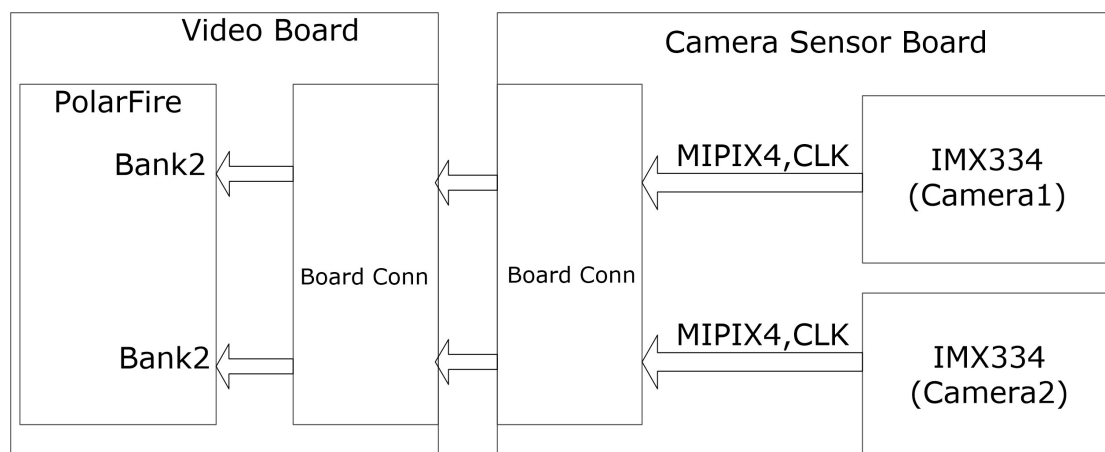 Video Board
Camera Sensor Board
PolarFire
Bank2
MIPIX4,CLK
IMX334
(Camera1)
Board Conn
Board Conn
Bank2
MIPIX4,CLK
IMX334
(Camera2)